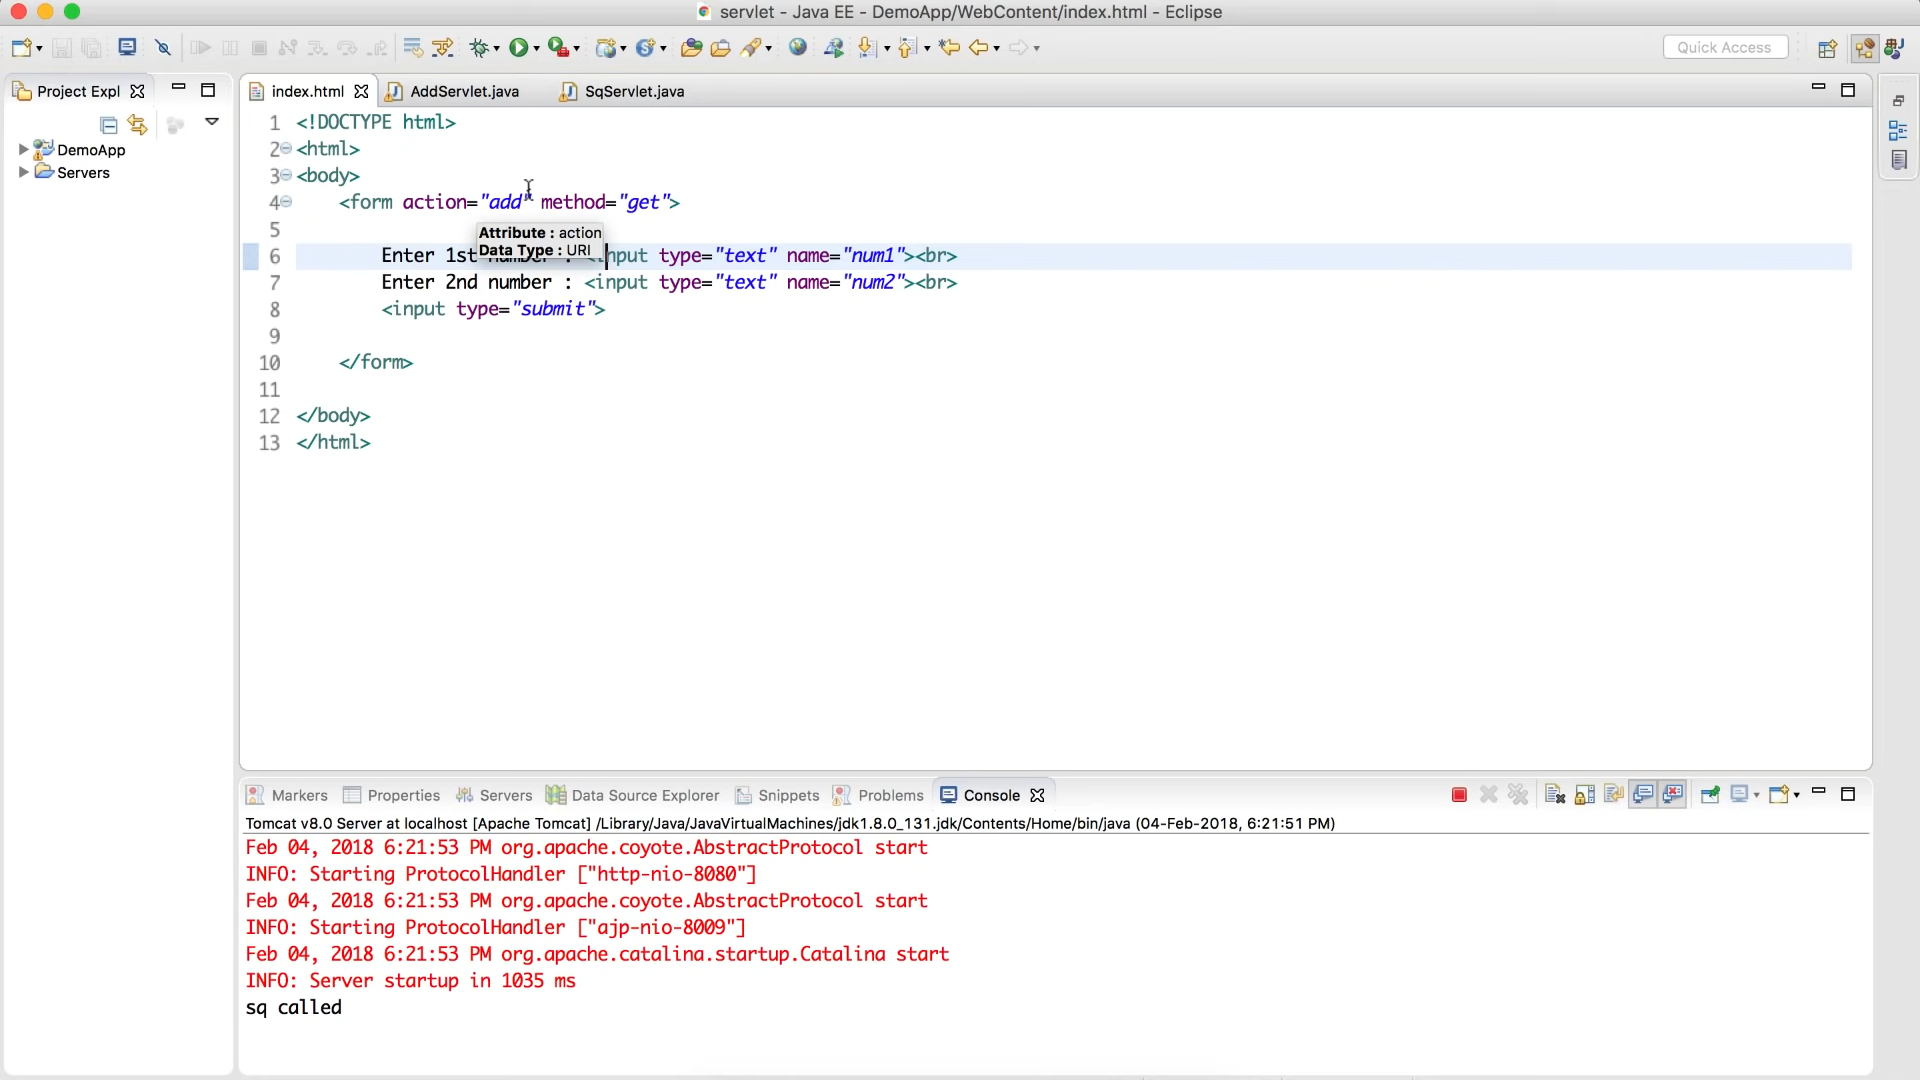 servlet - Java EE - DemoApp/WebContent/index.html - Eclipse
Quick Access
Project Expl
index.html
AddServlet.java
SqServlet.java
DemoApp
Servers
1 <!DOCTYPE html>
2 <html>
3 <body>
4 <form action="add" method="get">
5
Attribute : action
Data Type : URI
6 Enter 1st number : <input type="text" name="num1"><br>
7 Enter 2nd number : <input type="text" name="num2"><br>
8 <input type="submit">
9
10 </form>
11
12 </body>
13 </html>
Markers Properties Servers Data Source Explorer Snippets Problems Console
Tomcat v8.0 Server at localhost [Apache Tomcat] /Library/Java/JavaVirtualMachines/jdk1.8.0_131.jdk/Contents/Home/bin/java (04-Feb-2018, 6:21:51 PM)
Feb 04, 2018 6:21:53 PM org.apache.coyote.AbstractProtocol start
INFO: Starting ProtocolHandler ["http-nio-8080"]
Feb 04, 2018 6:21:53 PM org.apache.coyote.AbstractProtocol start
INFO: Starting ProtocolHandler ["ajp-nio-8009"]
Feb 04, 2018 6:21:53 PM org.apache.catalina.startup.Catalina start
INFO: Server startup in 1035 ms
sq called